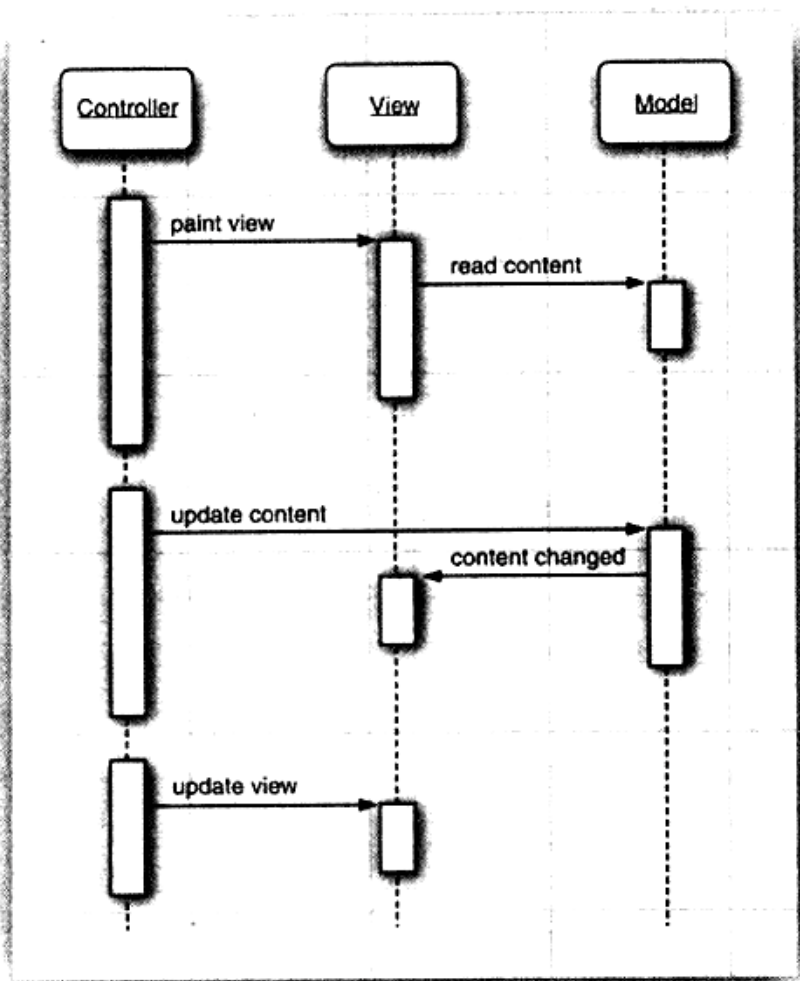 Controller
View
Model
paint view
read content
update content
content changed
update view